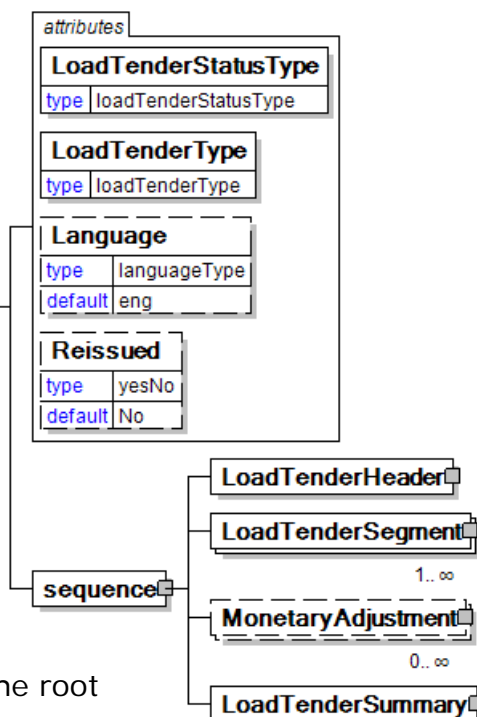 attributes
LoadTenderStatusType
type loadTenderStatusType
LoadTenderType
type loadTenderType
Language
type languageType
default eng
Reissued
type yesNo
default No
LoadTenderHeader
LoadTenderSegment
1.. ∞
sequence
MonetaryAdjustment
0.. ∞
root
LoadTenderSummary